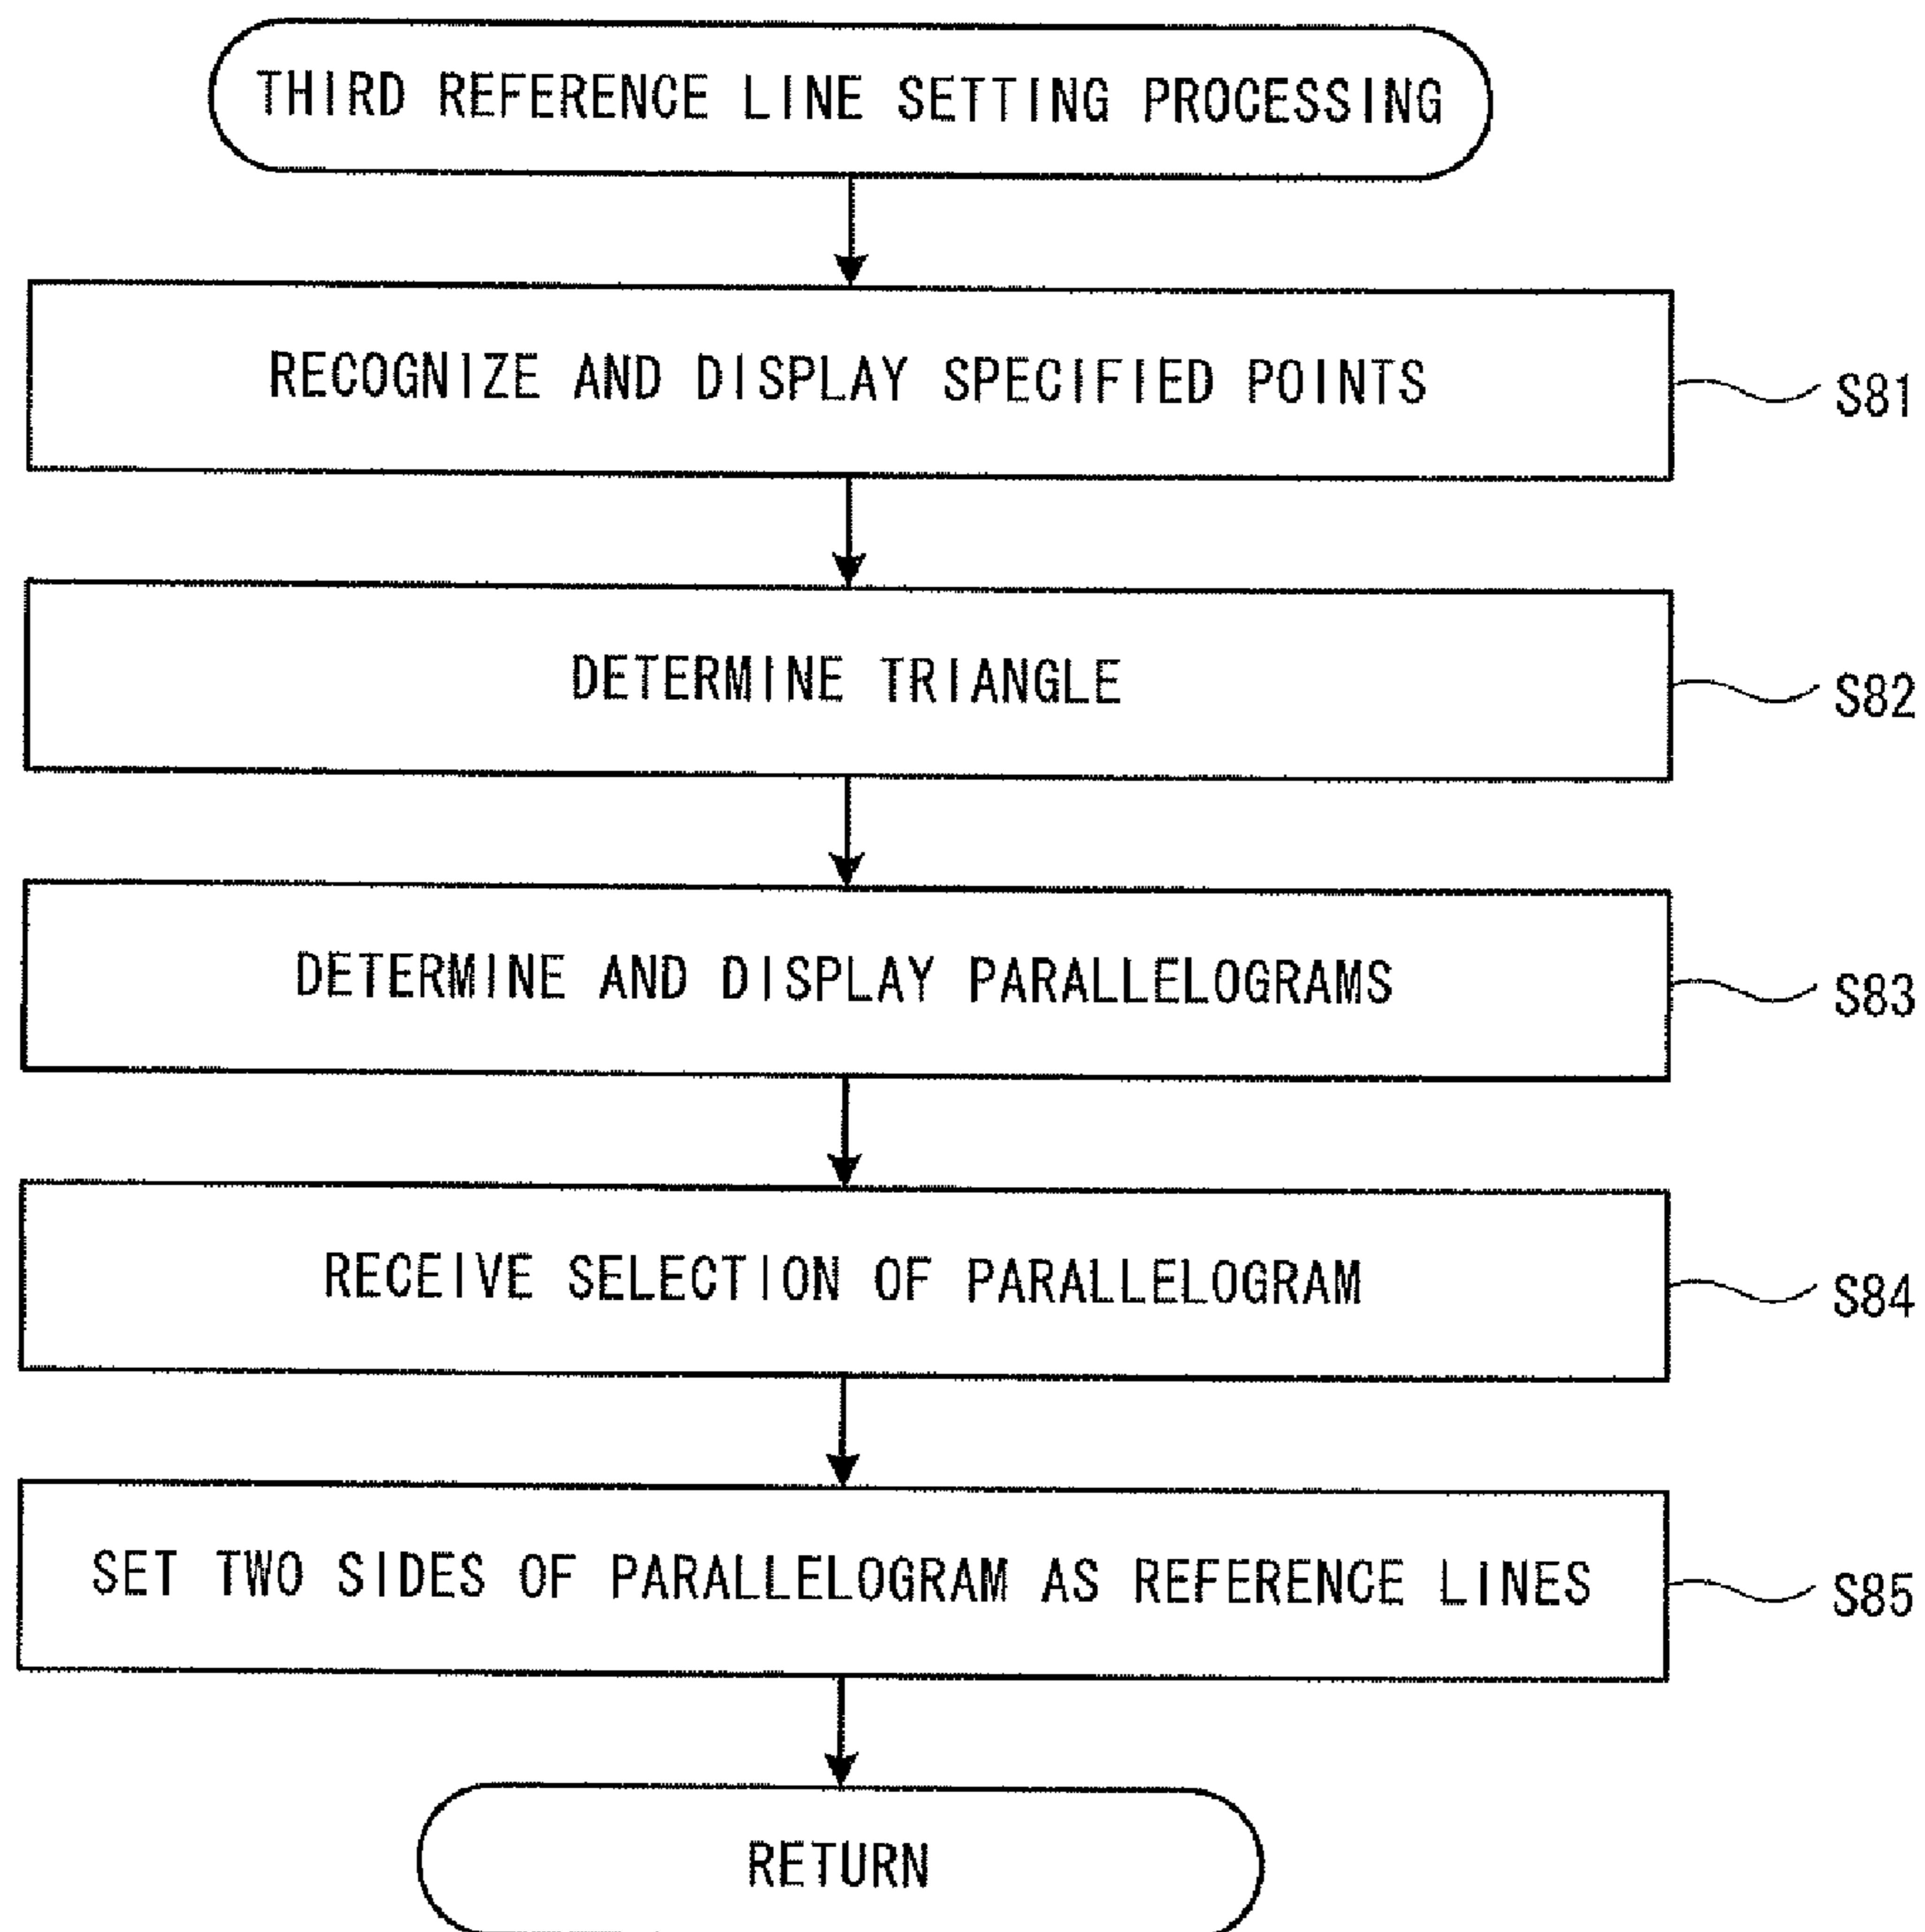 THIRD REFERENCE LINE SETTING PROCESSING
RECOGNIZE AND DISPLAY SPECIFIED POINTS
S81
DETERMINE TRIANGLE
S82
DETERMINE AND DISPLAY PARALLELOGRAMS
S83
RECEIVE SELECTION OF PARALLELOGRAM
S84
SET TWO SIDES OF PARALLELOGRAM AS REFERENCE LINES
S85
RETURN